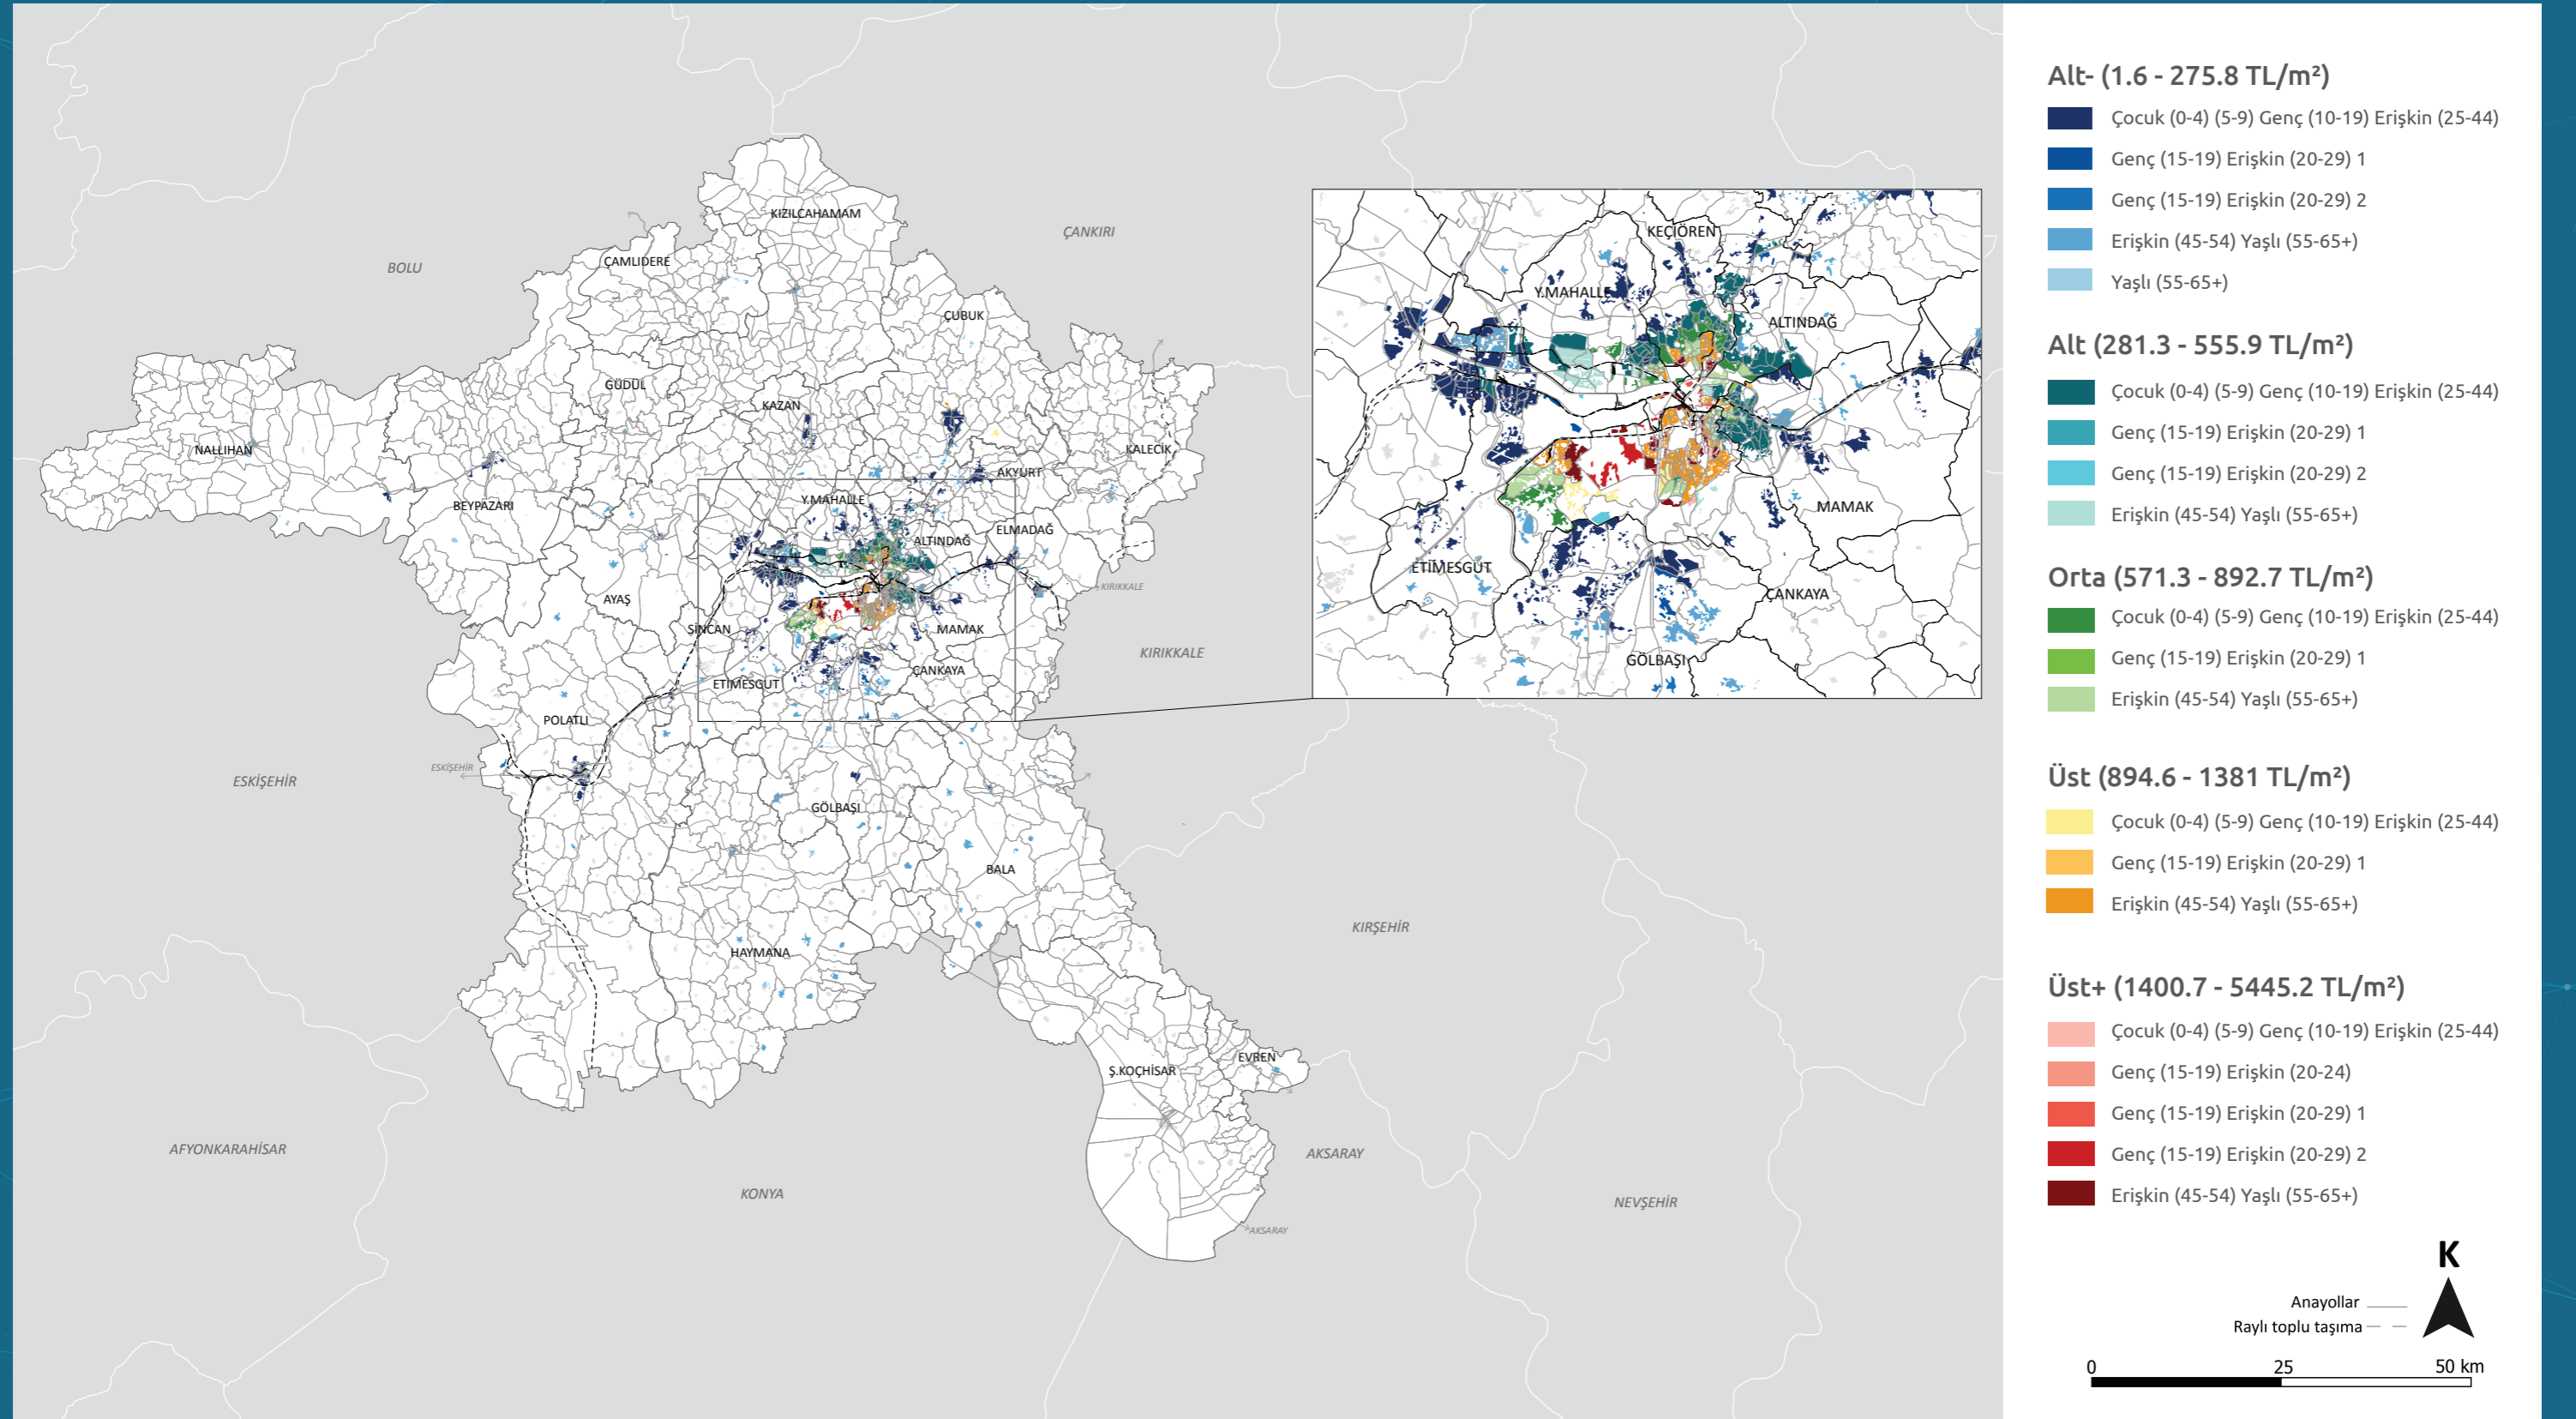 KIZILCAHAMAM
ÇANKIRI
BOLU
ÇAMLIDERE
ÇUBUK
GÜDÜL
KAZAN
NALLIHAN
KALECİK
AKYURT
BEYPAZARI
Y.MAHALLE
ELMADAĞ
ALTINDAĞ
KIRIKKALE
AYAŞ
SİNCAN
MAMAK
KIRIKKALE
ÇANKAYA
ETİMESGUT
POLATLI
ESKİŞEHİR
ESKİŞEHİR
GÖLBAŞI
BALA
KIRŞEHİR
HAYMANA
EVREN
Ş.KOÇHİSAR
AFYONKARAHİSAR
AKSARAY
KONYA
NEVŞEHİR
AKSARAY
KEÇİÖREN
Y.MAHALLE
ALTINDAĞ
MAMAK
ETİMESGUT
ÇANKAYA
GÖLBAŞI
Alt- (1.6 - 275.8 TL/m²)
Çocuk (0-4) (5-9) Genç (10-19) Erişkin (25-44)
Genç (15-19) Erişkin (20-29) 1
Genç (15-19) Erişkin (20-29) 2
Erişkin (45-54) Yaşlı (55-65+)
Yaşlı (55-65+)
Alt (281.3 - 555.9 TL/m²)
Çocuk (0-4) (5-9) Genç (10-19) Erişkin (25-44)
Genç (15-19) Erişkin (20-29) 1
Genç (15-19) Erişkin (20-29) 2
Erişkin (45-54) Yaşlı (55-65+)
Orta (571.3 - 892.7 TL/m²)
Çocuk (0-4) (5-9) Genç (10-19) Erişkin (25-44)
Genç (15-19) Erişkin (20-29) 1
Erişkin (45-54) Yaşlı (55-65+)
Üst (894.6 - 1381 TL/m²)
Çocuk (0-4) (5-9) Genç (10-19) Erişkin (25-44)
Genç (15-19) Erişkin (20-29) 1
Erişkin (45-54) Yaşlı (55-65+)
Üst+ (1400.7 - 5445.2 TL/m²)
Çocuk (0-4) (5-9) Genç (10-19) Erişkin (25-44)
Genç (15-19) Erişkin (20-24)
Genç (15-19) Erişkin (20-29) 1
Genç (15-19) Erişkin (20-29) 2
Erişkin (45-54) Yaşlı (55-65+)
K
Anayollar
Raylı toplu taşıma
0 25 50 km